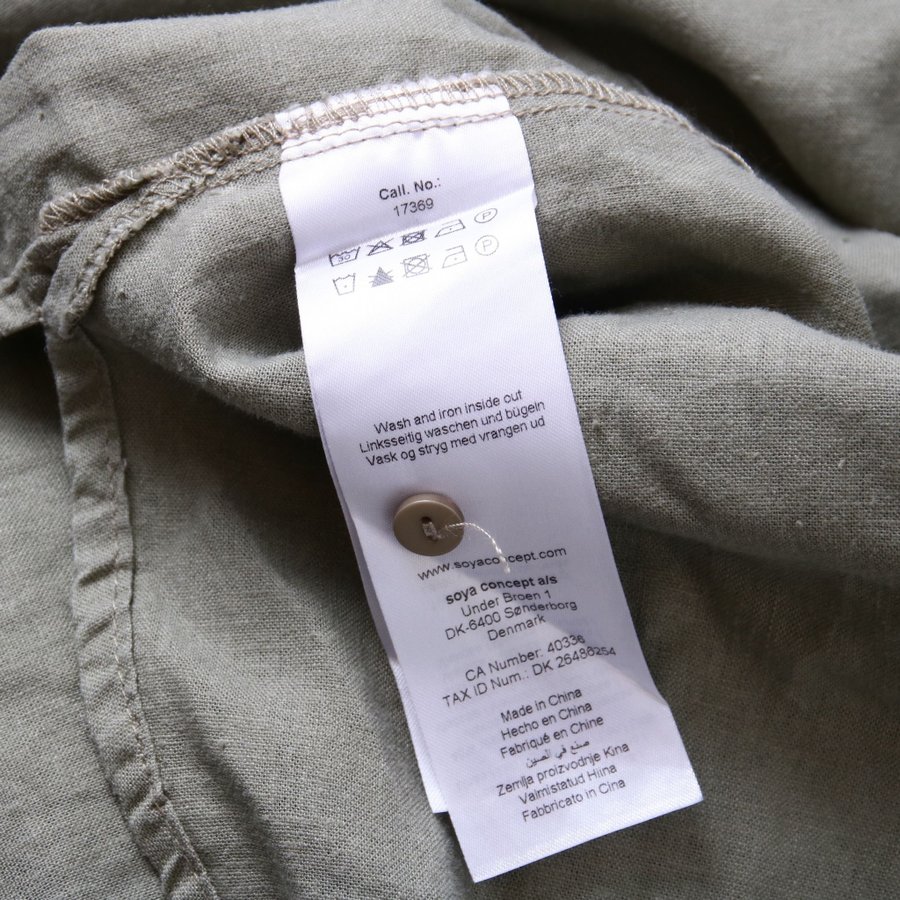 Call. No.:
17369
30
P
P
Wash and iron inside out
Linksseitig waschen und bügeln
Vask og stryg med vrangen ud
www.soyaconcept.com
soya concept a/s
Under Broen 1
DK-6400 Sønderborg
Denmark
CA Number: 40336
TAX ID Num.: DK 26486254
Made in China
Hecho en China
Fabriqué en Chine
صنع في الصين
Zemlja proizvodnje Kina
Valmistatud Hiina
Fabbricato in Cina